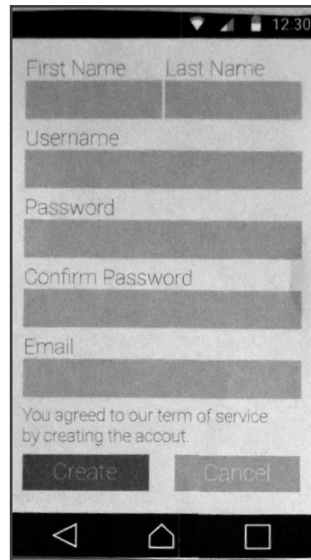 12:30
First Name Last Name
Username
Password
Confirm Password
Email
You agreed to our term of service
by creating the accout.
Create Cancel